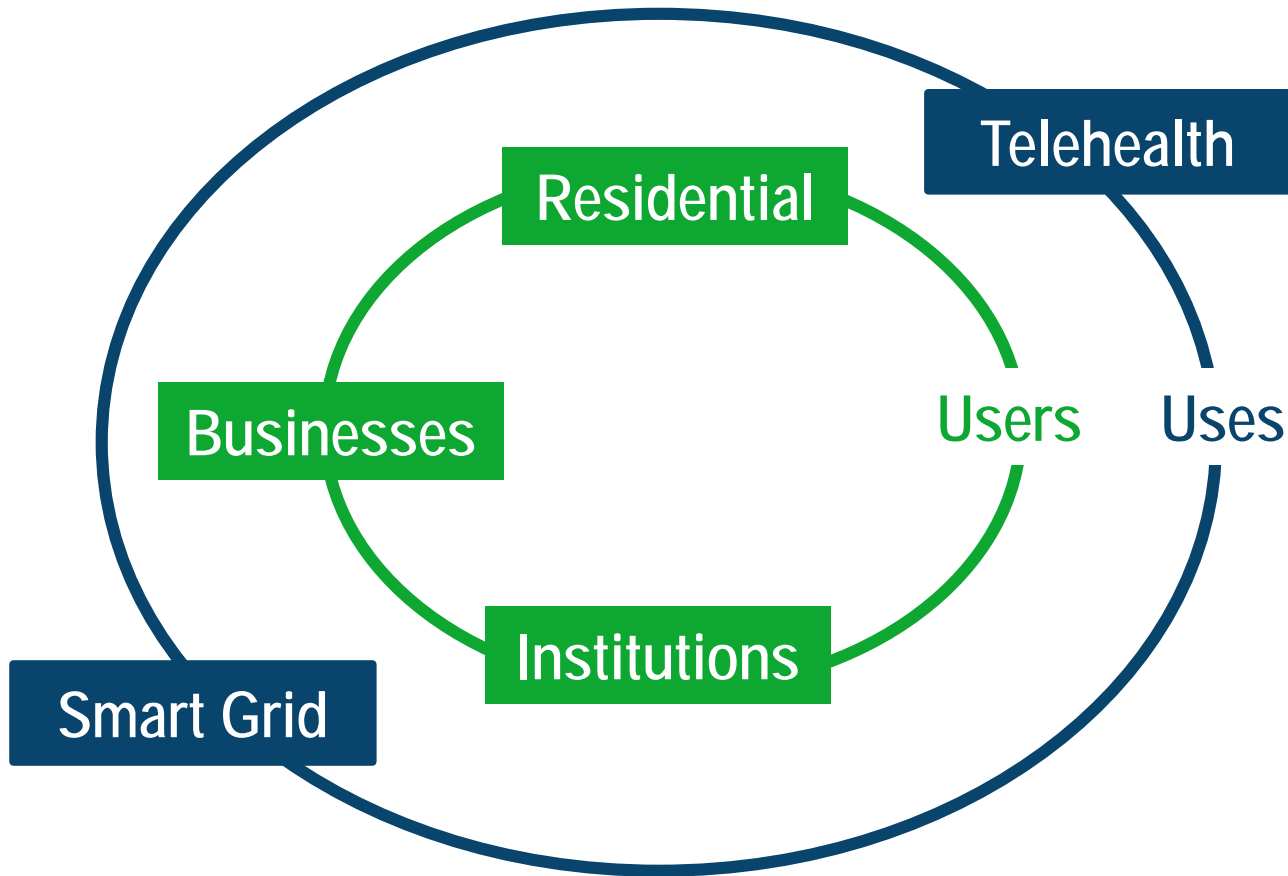 Telehealth
Residential
Businesses
Users
Uses
Institutions
Smart Grid